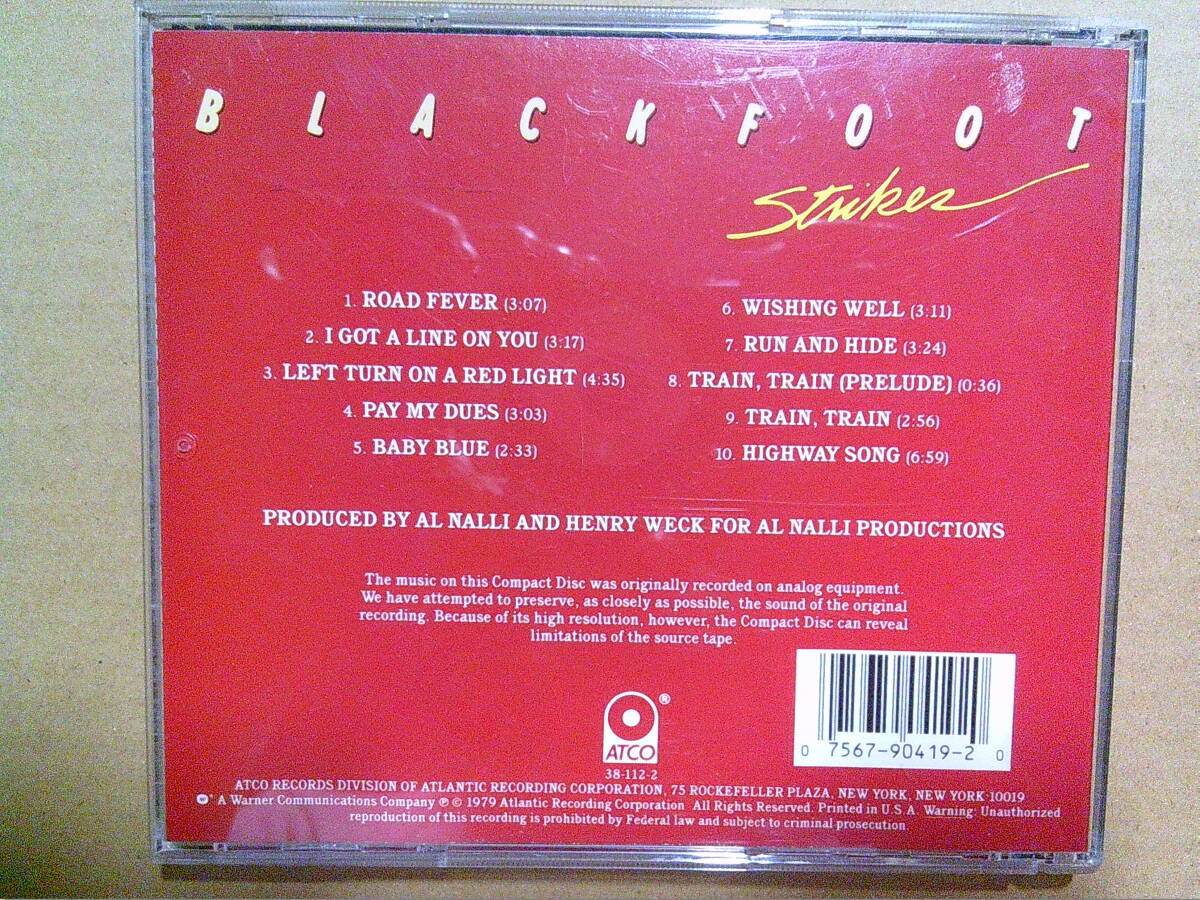 BLACKFOOT
Strikes
1. ROAD FEVER (3:07)
2. I GOT A LINE ON YOU (3:17)
3. LEFT TURN ON A RED LIGHT (4:35)
4. PAY MY DUES (3:03)
5. BABY BLUE (2:33)
6. WISHING WELL (3:11)
7. RUN AND HIDE (3:24)
8. TRAIN, TRAIN (PRELUDE) (0:36)
9. TRAIN, TRAIN (2:56)
10. HIGHWAY SONG (6:59)
PRODUCED BY AL NALLI AND HENRY WECK FOR AL NALLI PRODUCTIONS
The music on this Compact Disc was originally recorded on analog equipment.
We have attempted to preserve, as closely as possible, the sound of the original
recording. Because of its high resolution, however, the Compact Disc can reveal
limitations of the source tape.
ATCO ®
38-112-2
0 7567-90419-2 0
ATCO RECORDS DIVISION OF ATLANTIC RECORDING CORPORATION, 75 ROCKEFELLER PLAZA, NEW YORK, NEW YORK 10019
A Warner Communications Company ℗ © 1979 Atlantic Recording Corporation All Rights Reserved. Printed in U.S.A. Warning: Unauthorized
reproduction of this recording is prohibited by Federal law and subject to criminal prosecution.